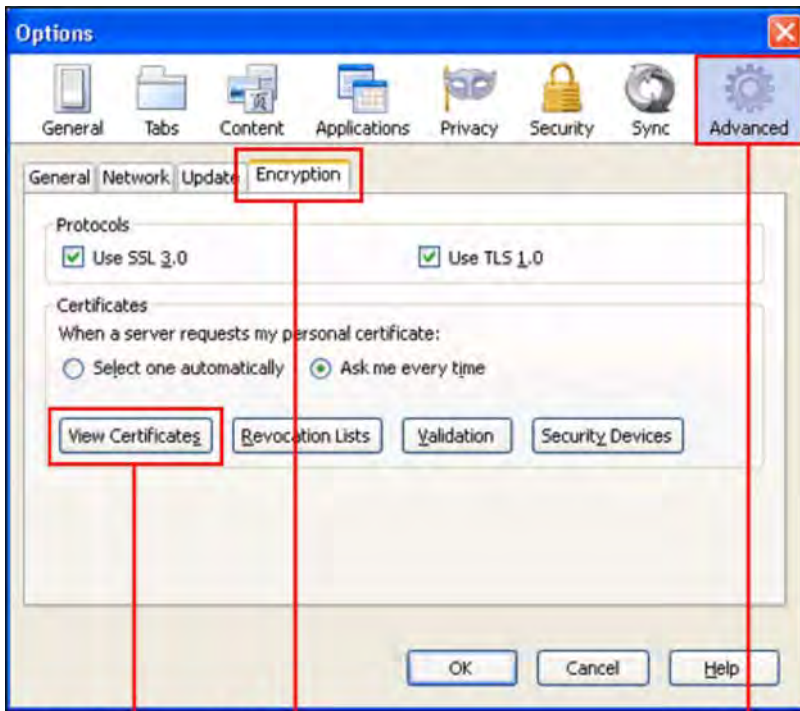 Options
General Tabs Content Applications Privacy Security Sync Advanced
General Network Update Encryption
Protocols
Use SSL 3.0 Use TLS 1.0
Certificates
When a server requests my personal certificate:
Select one automatically Ask me every time
View Certificates Revocation Lists Validation Security Devices
OK Cancel Help